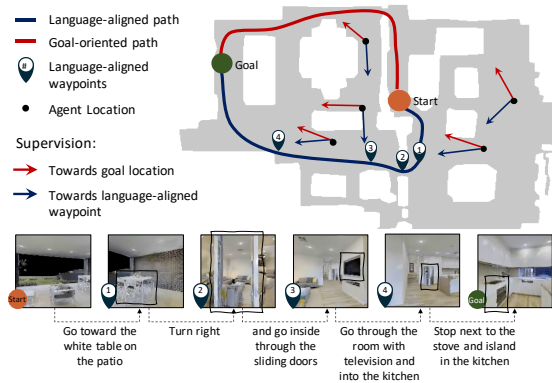 Language-aligned path
Goal-oriented path
#
Language-aligned
waypoints
Agent Location
Supervision:
Towards goal location
Towards language-aligned
waypoint
Goal
Start
4
3
2
1
Start
1
2
3
4
Goal
Go toward the
white table on
the patio
Turn right
and go inside
through the
sliding doors
Go through the
room with
television and
into the kitchen
Stop next to the
stove and island
in the kitchen